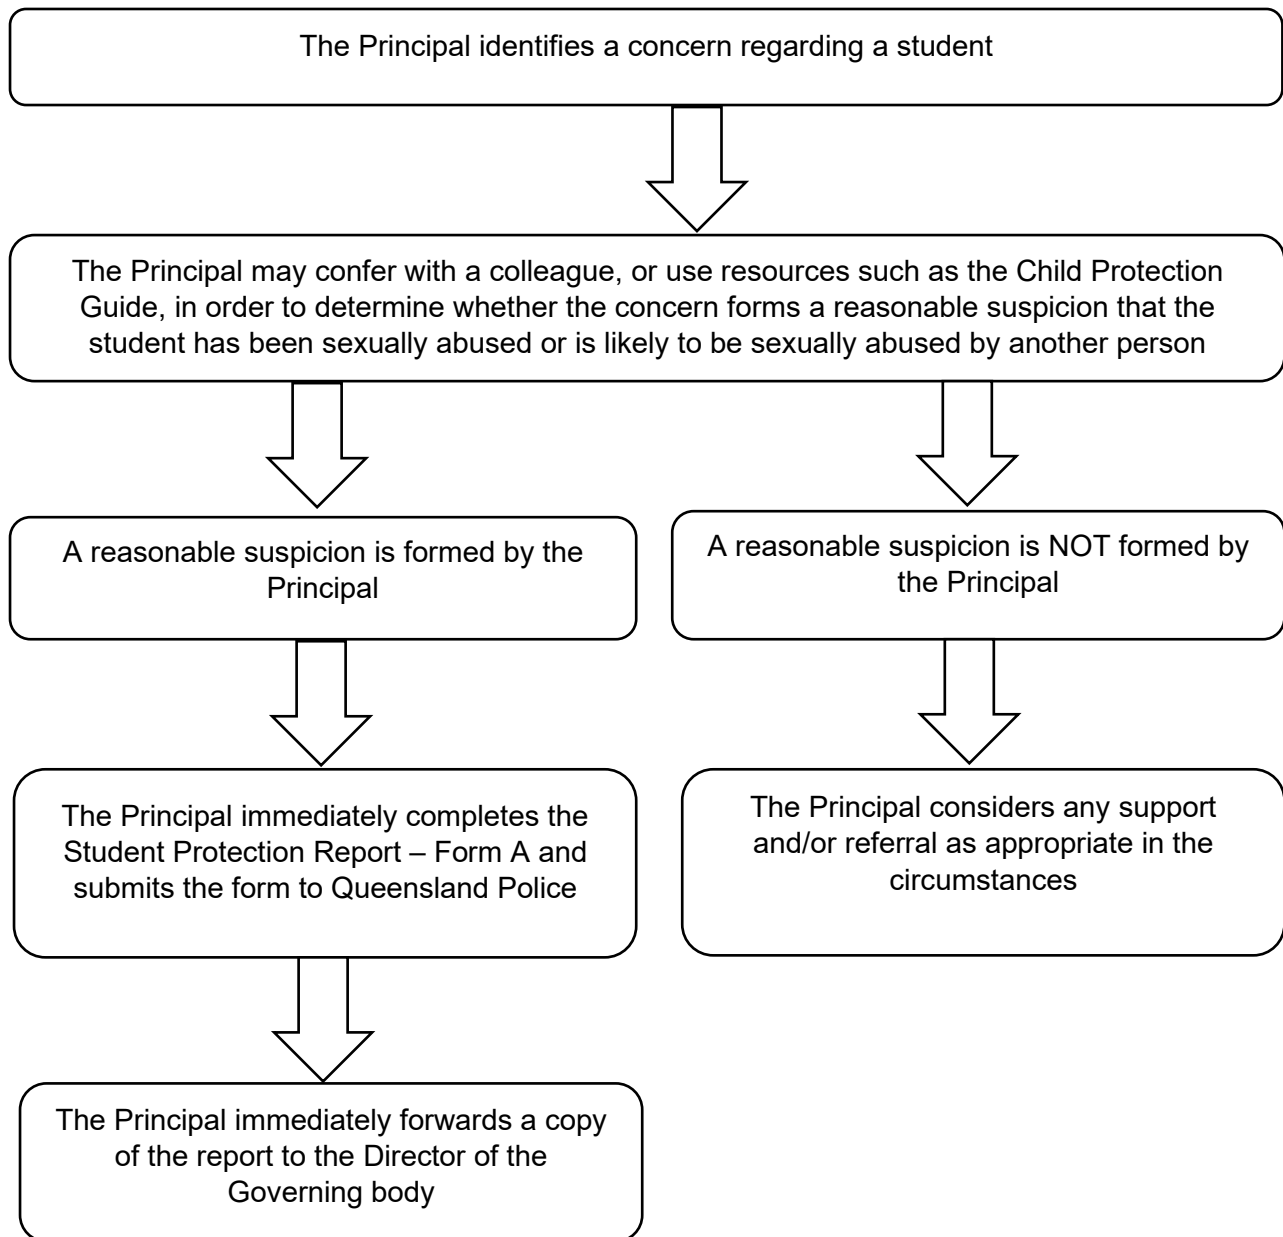 The Principal identifies a concern regarding a student
The Principal may confer with a colleague, or use resources such as the Child Protection
Guide, in order to determine whether the concern forms a reasonable suspicion that the
student has been sexually abused or is likely to be sexually abused by another person
A reasonable suspicion is formed by the
Principal
A reasonable suspicion is NOT formed by
the Principal
The Principal immediately completes the
Student Protection Report – Form A and
submits the form to Queensland Police
The Principal considers any support
and/or referral as appropriate in the
circumstances
The Principal immediately forwards a copy
of the report to the Director of the
Governing body